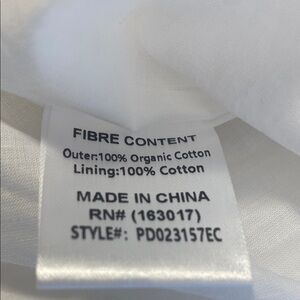 FIBRE CONTENT
Outer:100% Organic Cotton
Lining:100% Cotton
MADE IN CHINA
RN# (163017)
STYLE#: PD023157EC